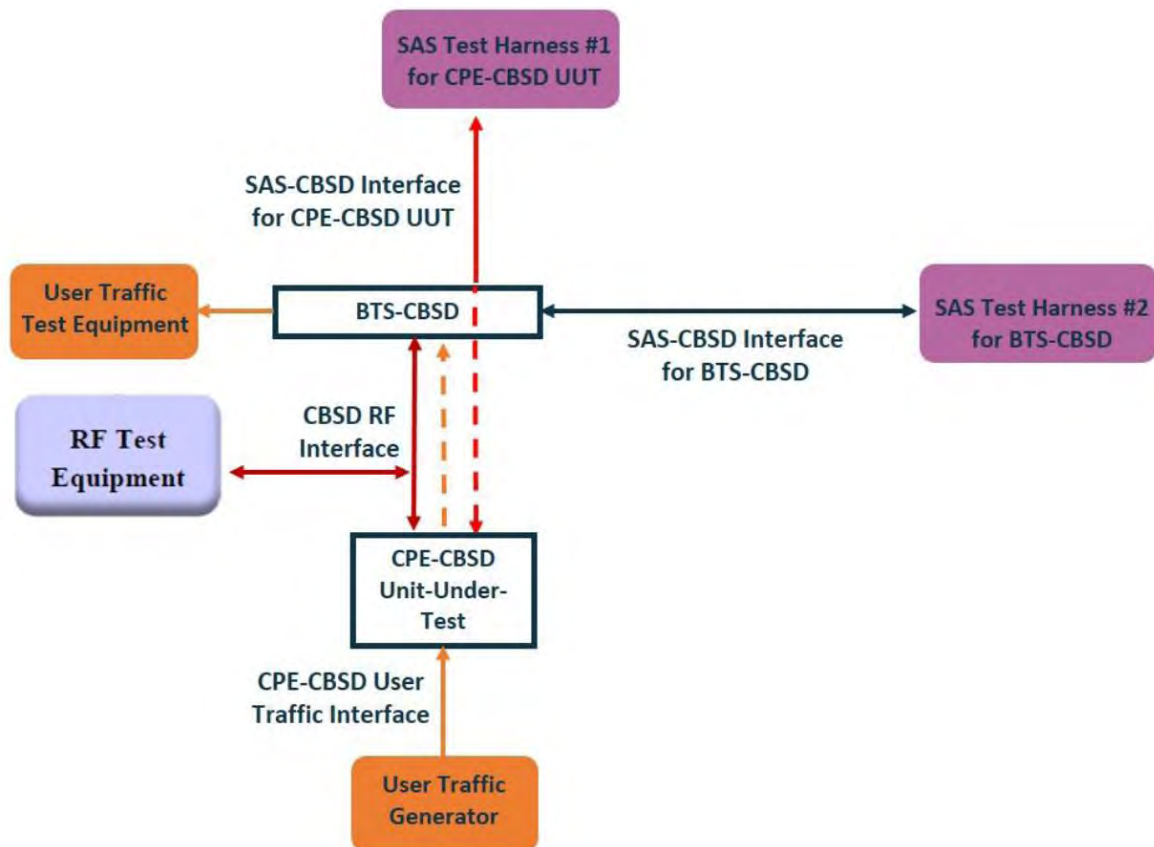 SAS Test Harness #1
for CPE-CBSD UUT
SAS-CBSD Interface
for CPE-CBSD UUT
User Traffic
Test Equipment
BTS-CBSD
SAS Test Harness #2
for BTS-CBSD
SAS-CBSD Interface
for BTS-CBSD
CBSD RF
Interface
RF Test
Equipment
CPE-CBSD
Unit-Under-
Test
CPE-CBSD User
Traffic Interface
User Traffic
Generator